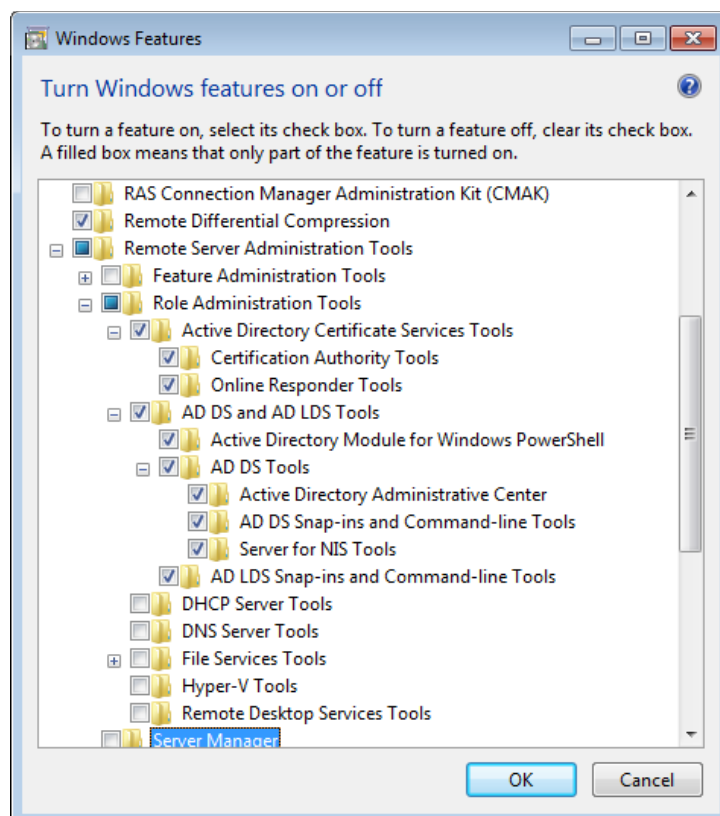 Windows Features
Turn Windows features on or off
To turn a feature on, select its check box. To turn a feature off, clear its check box.
A filled box means that only part of the feature is turned on.
RAS Connection Manager Administration Kit (CMAK)
Remote Differential Compression
Remote Server Administration Tools
Feature Administration Tools
Role Administration Tools
Active Directory Certificate Services Tools
Certification Authority Tools
Online Responder Tools
AD DS and AD LDS Tools
Active Directory Module for Windows PowerShell
AD DS Tools
Active Directory Administrative Center
AD DS Snap-ins and Command-line Tools
Server for NIS Tools
AD LDS Snap-ins and Command-line Tools
DHCP Server Tools
DNS Server Tools
File Services Tools
Hyper-V Tools
Remote Desktop Services Tools
Server Manager
OK Cancel